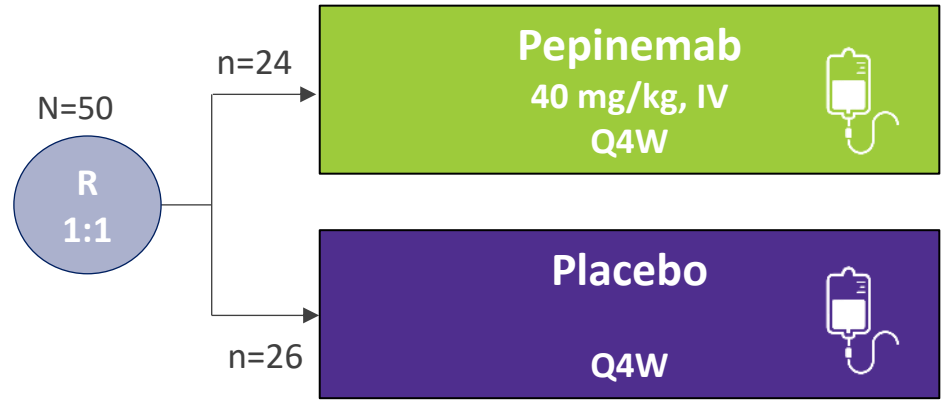 N=50
R
1:1
n=24
Pepinemab
40 mg/kg, IV
Q4W
n=26
Placebo
Q4W